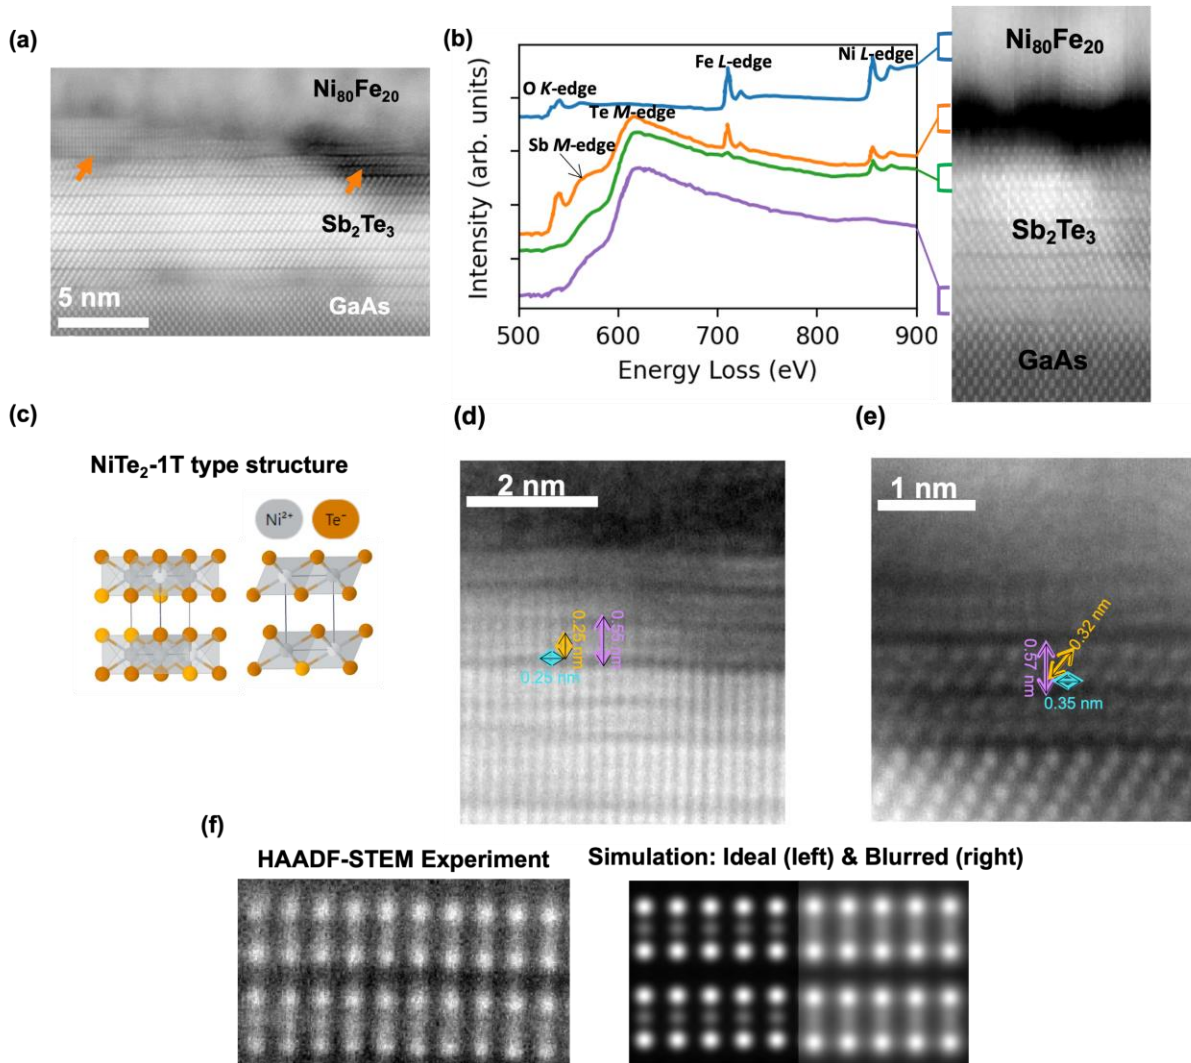 (a)
Ni80Fe20
Sb2Te3
5 nm
GaAs
(b)
O K-edge
Fe L-edge
Ni L-edge
Te M-edge
Sb M-edge
Intensity (arb. units)
500 600 700 800 900
Energy Loss (eV)
Ni80Fe20
Sb2Te3
GaAs
(c)
NiTe2-1T type structure
Ni2+
Te−
(d)
2 nm
0.25 nm
0.55 nm
0.25 nm
(e)
1 nm
0.32 nm
0.57 nm
0.35 nm
(f)
HAADF-STEM Experiment
Simulation: Ideal (left) & Blurred (right)